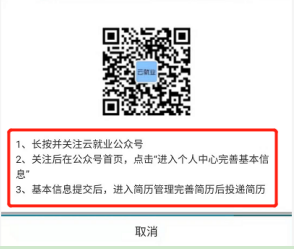 云就业
1、长按并关注云就业公众号
2、关注后在公众号首页，点击"进入个人中心完善基本信
息"
3、基本信息提交后，进入简历管理完善简历后投递简历
取消